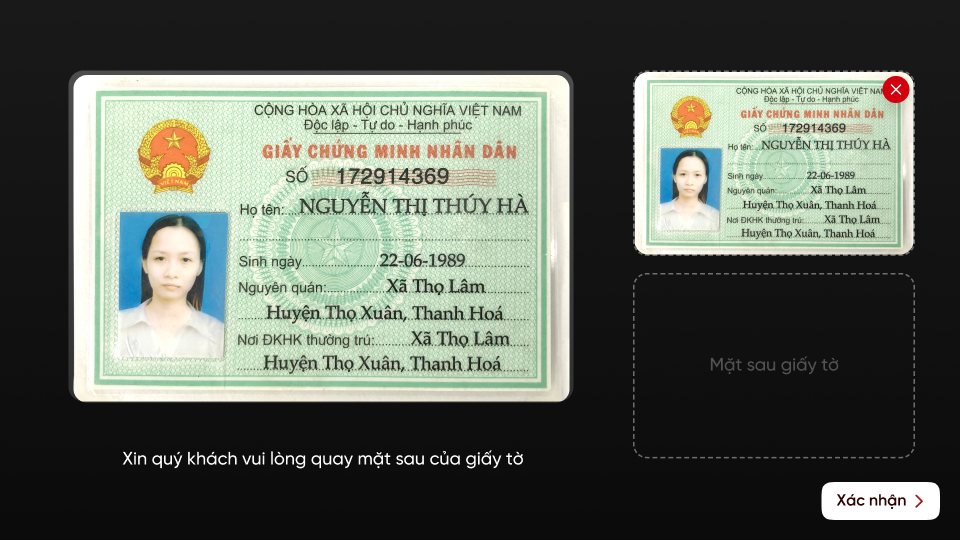 CỘNG HÒA XÃ HỘI CHỦ NGHĨA VIỆT NAM
Độc lập - Tự do - Hạnh phúc
GIẤY CHỨNG MINH NHÂN DÂN
SỐ 172914369
VIỆT NAM
Họ tên: NGUYỄN THỊ THÚY HÀ
Sinh ngày 22-06-1989
Nguyên quán: Xã Thọ Lâm
Huyện Thọ Xuân, Thanh Hoá
Nơi ĐKHK thường trú: Xã Thọ Lâm
Huyện Thọ Xuân, Thanh Hoá
Xin quý khách vui lòng quay mặt sau của giấy tờ
CỘNG HÒA XÃ HỘI CHỦ NGHĨA VIỆT NAM
Độc lập - Tự do - Hạnh phúc
GIẤY CHỨNG MINH NHÂN DÂN
SỐ 172914369
Họ tên: NGUYỄN THỊ THÚY HÀ
Sinh ngày 22-06-1989
Nguyên quán: Xã Thọ Lâm
Huyện Thọ Xuân, Thanh Hoá
Nơi ĐKHK thường trú: Xã Thọ Lâm
Huyện Thọ Xuân, Thanh Hoá
Mặt sau giấy tờ
Xác nhận